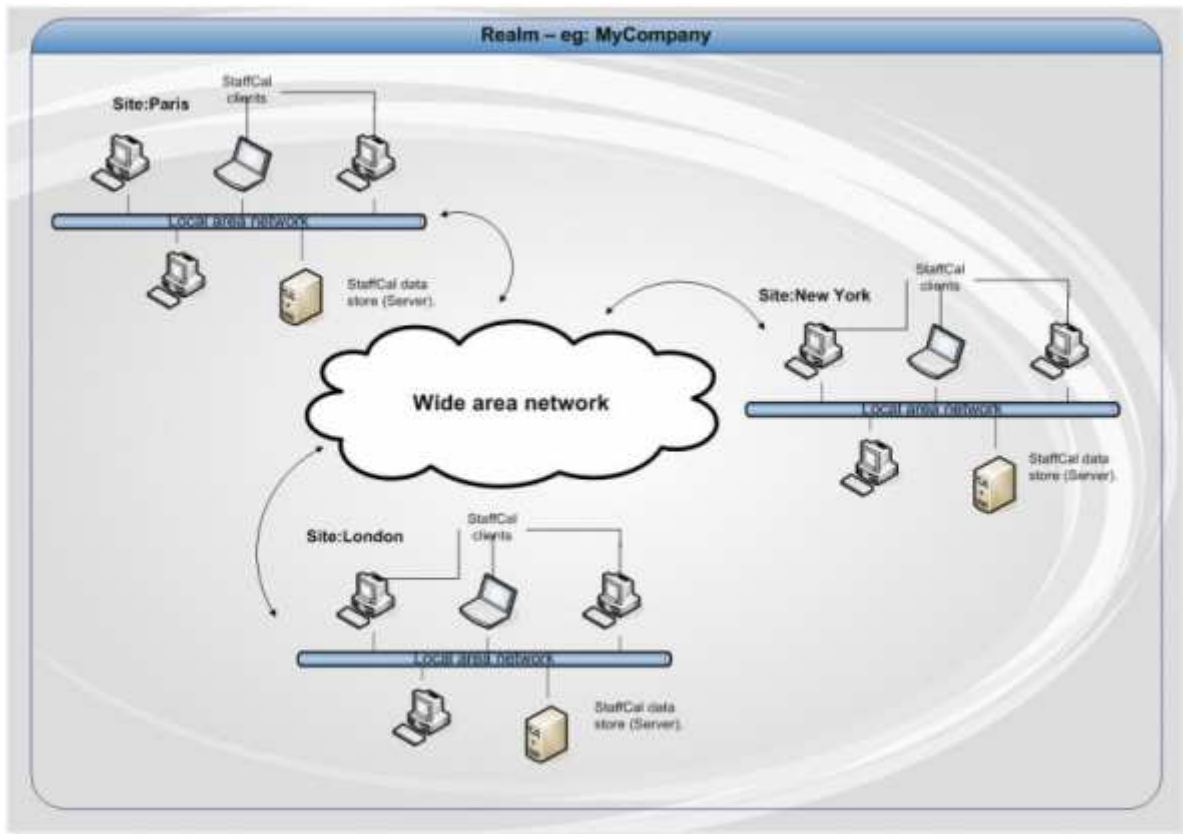 Realm – eg: MyCompany
StaffCal
clients
Site:Paris
Local area network
StaffCal data
store (Server).
StaffCal
clients
Site:New York
Local area network
StaffCal data
store (Server).
Wide area network
StaffCal
clients
Site:London
Local area network
StaffCal data
store (Server).